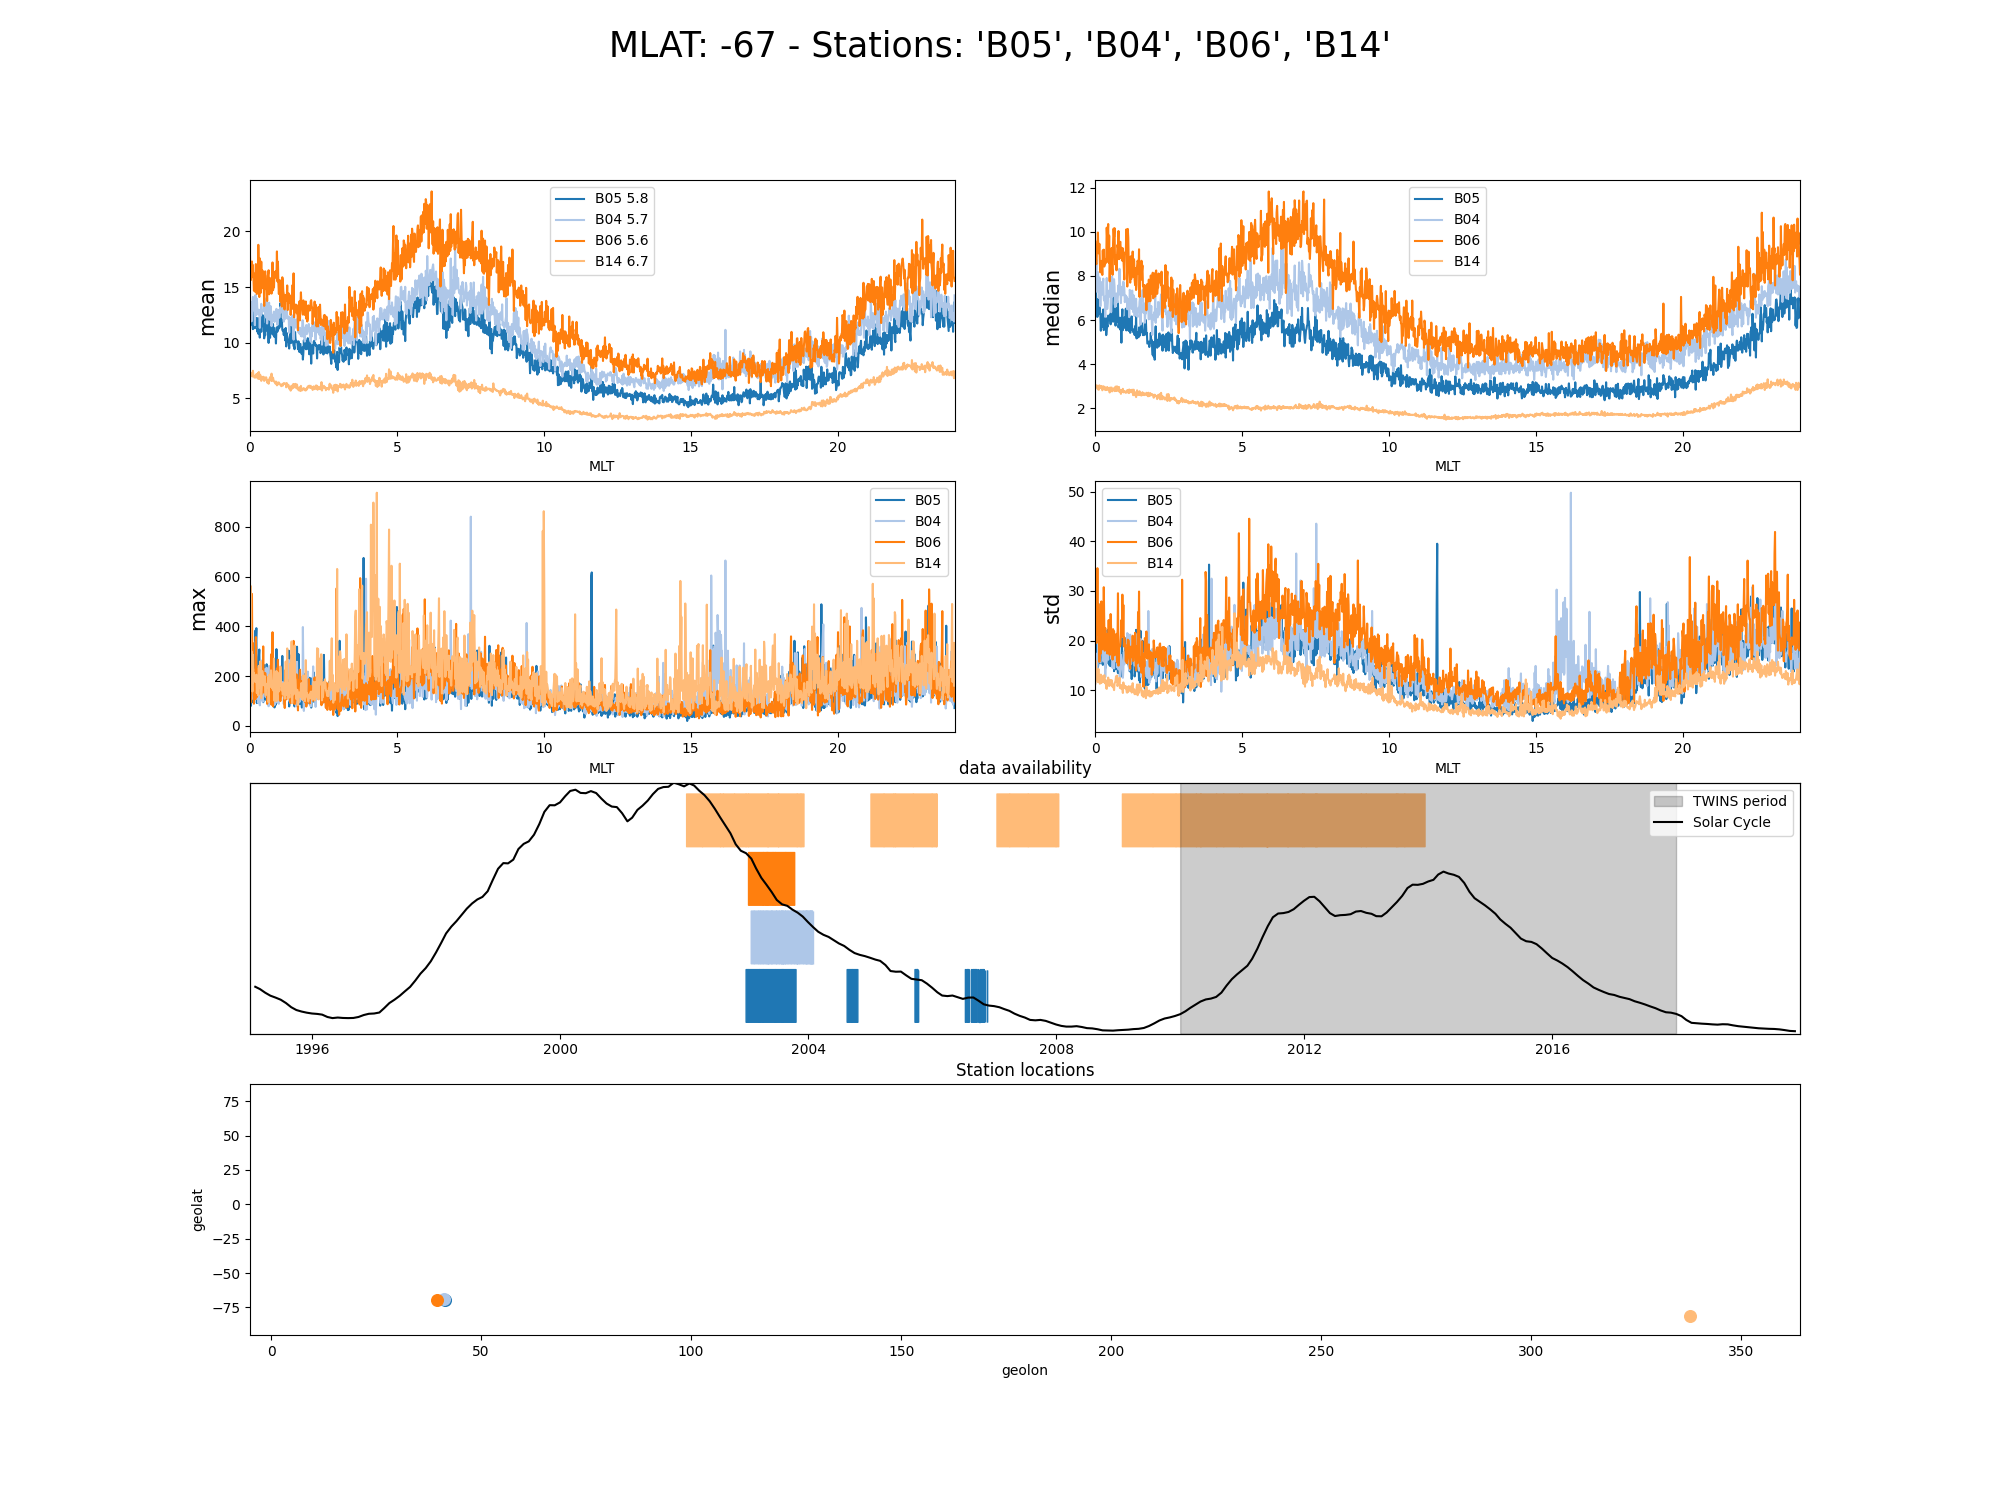 MLAT: -67 - Stations: 'B05', 'B04', 'B06', 'B14'
mean
20
15
10
5
B05 5.8
B04 5.7
B06 5.6
B14 6.7
0 5 10 15 20
MLT
median
12
10
8
6
4
2
B05
B04
B06
B14
0 5 10 15 20
MLT
max
800
600
400
200
0
B05
B04
B06
B14
0 5 10 15 20
MLT
std
50
40
30
20
10
B05
B04
B06
B14
0 5 10 15 20
MLT
data availability
TWINS period
Solar Cycle
1996 2000 2004 2008 2012 2016
Station locations
geolat
75
50
25
0
−25
−50
−75
0 50 100 150 200 250 300 350
geolon